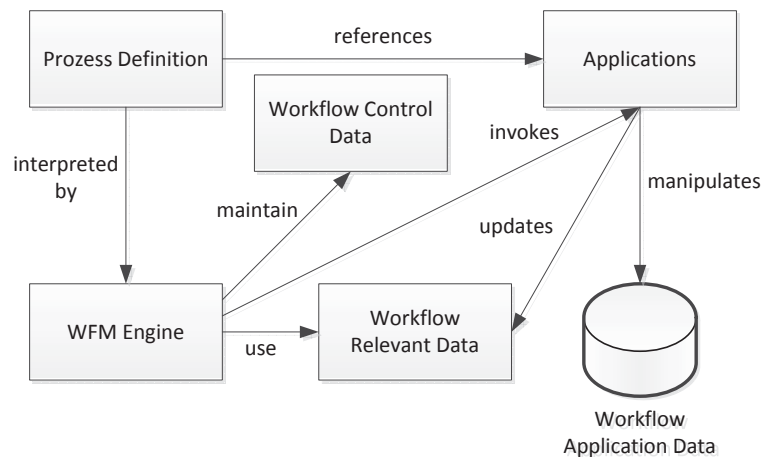 references
Prozess Definition
Applications
Workflow Control
Data
invokes
interpreted
by
manipulates
maintain
updates
WFM Engine
use
Workflow
Relevant Data
Workflow
Application Data